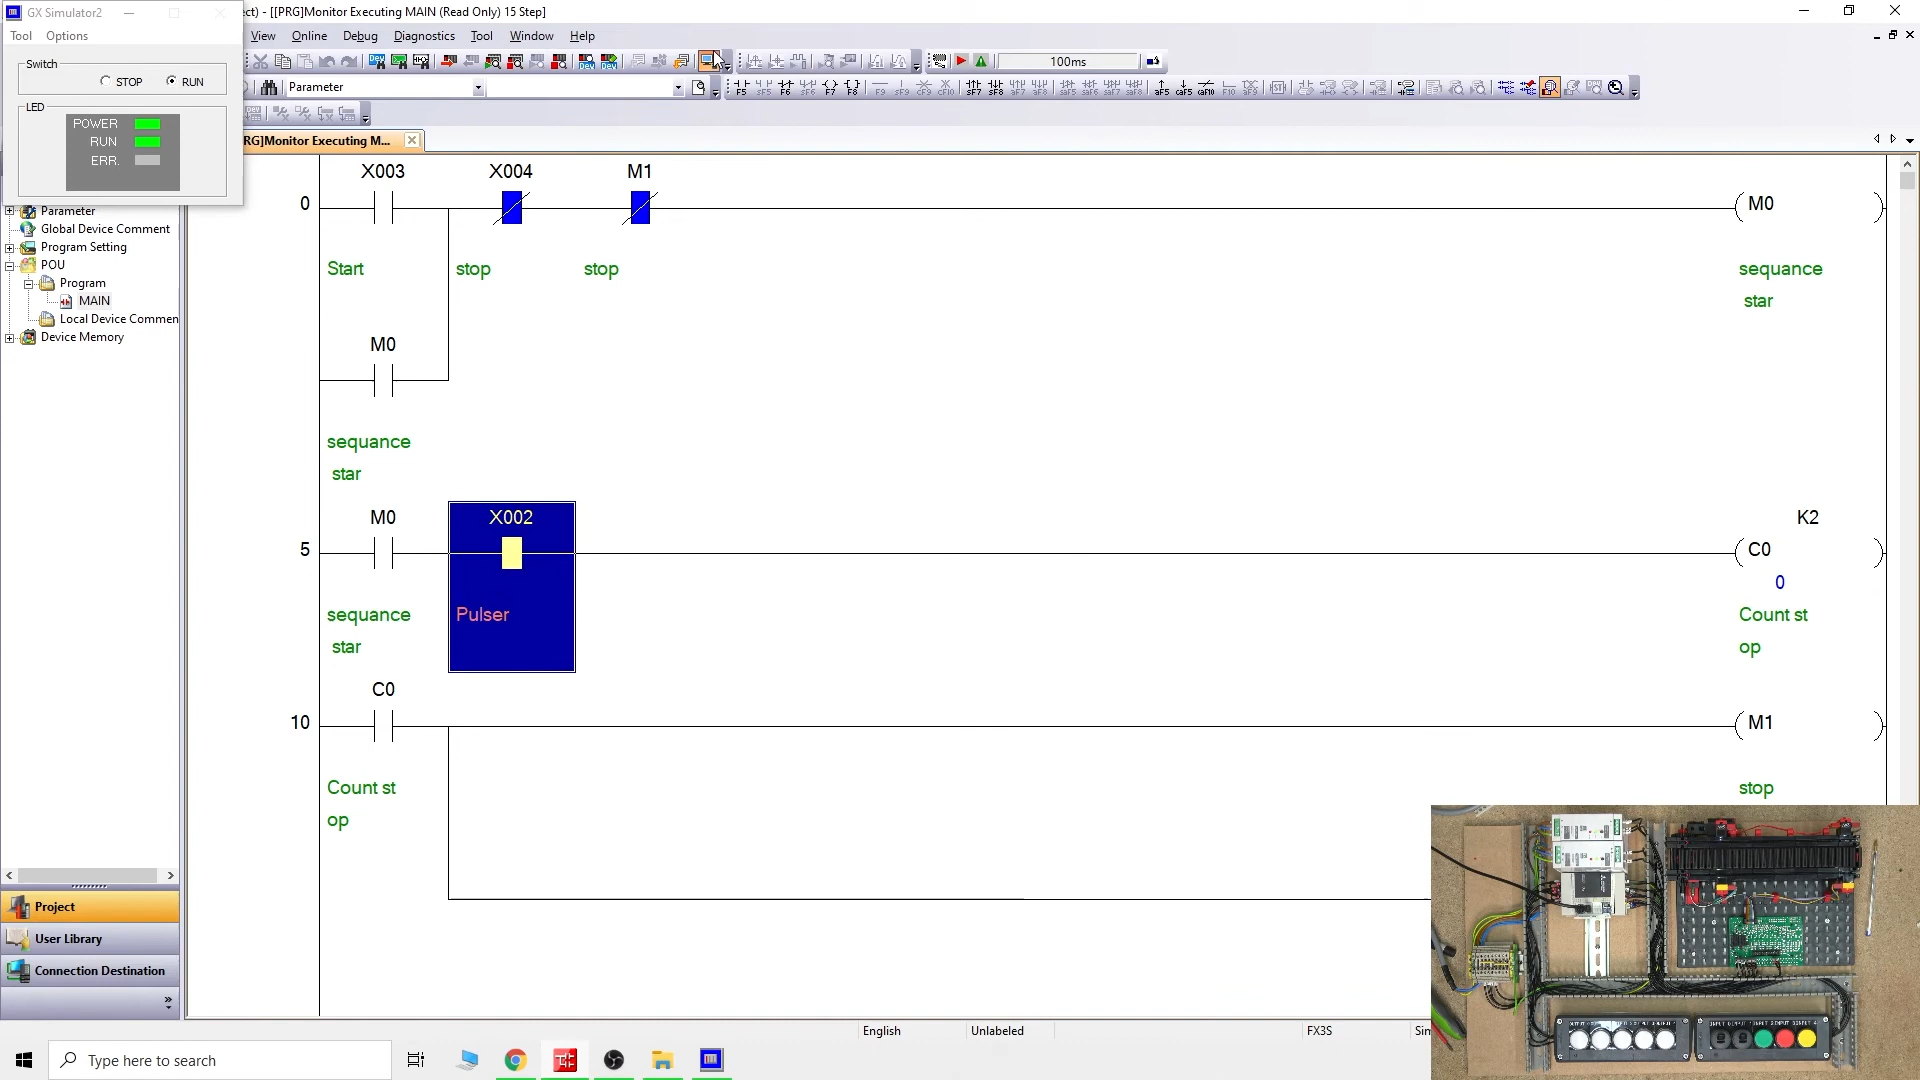 GX Simulator2
ct) - [[PRG]Monitor Executing MAIN (Read Only) 15 Step]
Tool Options
View Online Debug Diagnostics Tool Window Help
Switch
STOP RUN
100ms
Parameter
LED
POWER
RUN
ERR.
RG]Monitor Executing M...
Parameter
Global Device Comment
Program Setting
POU
Program
MAIN
Local Device Commen
Device Memory
X003 X004 M1
0 M0
Start stop stop sequance
star
M0
sequance
star
M0 X002 K2
5 C0
0
sequance Pulser Count st
star op
C0
10 M1
Count st stop
op
Project
User Library
Connection Destination
English Unlabeled FX3S Sim
Type here to search